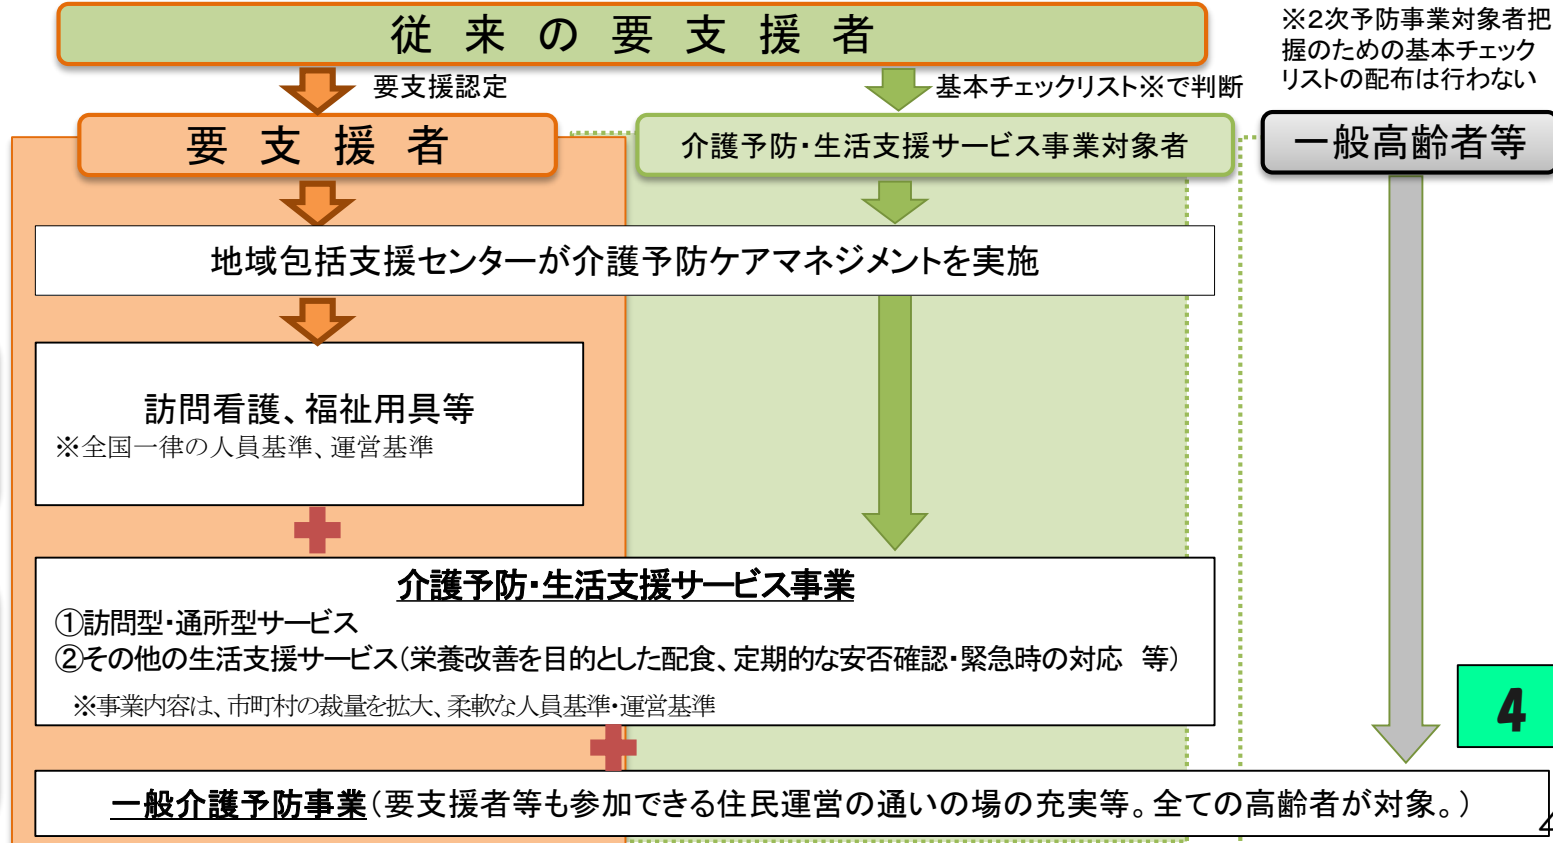 従来の要支援者
※2次予防事業対象者把
握のための基本チェック
リストの配布は行わない
要支援認定
基本チェックリスト※で判断
要支援者
介護予防・生活支援サービス事業対象者
一般高齢者等
地域包括支援センターが介護予防ケアマネジメントを実施
訪問看護、福祉用具等
※全国一律の人員基準、運営基準
介護予防・生活支援サービス事業
①訪問型・通所型サービス
②その他の生活支援サービス(栄養改善を目的とした配食、定期的な安否確認・緊急時の対応 等)
※事業内容は、市町村の裁量を拡大、柔軟な人員基準・運営基準
4
一般介護予防事業(要支援者等も参加できる住民運営の通いの場の充実等。全ての高齢者が対象。)